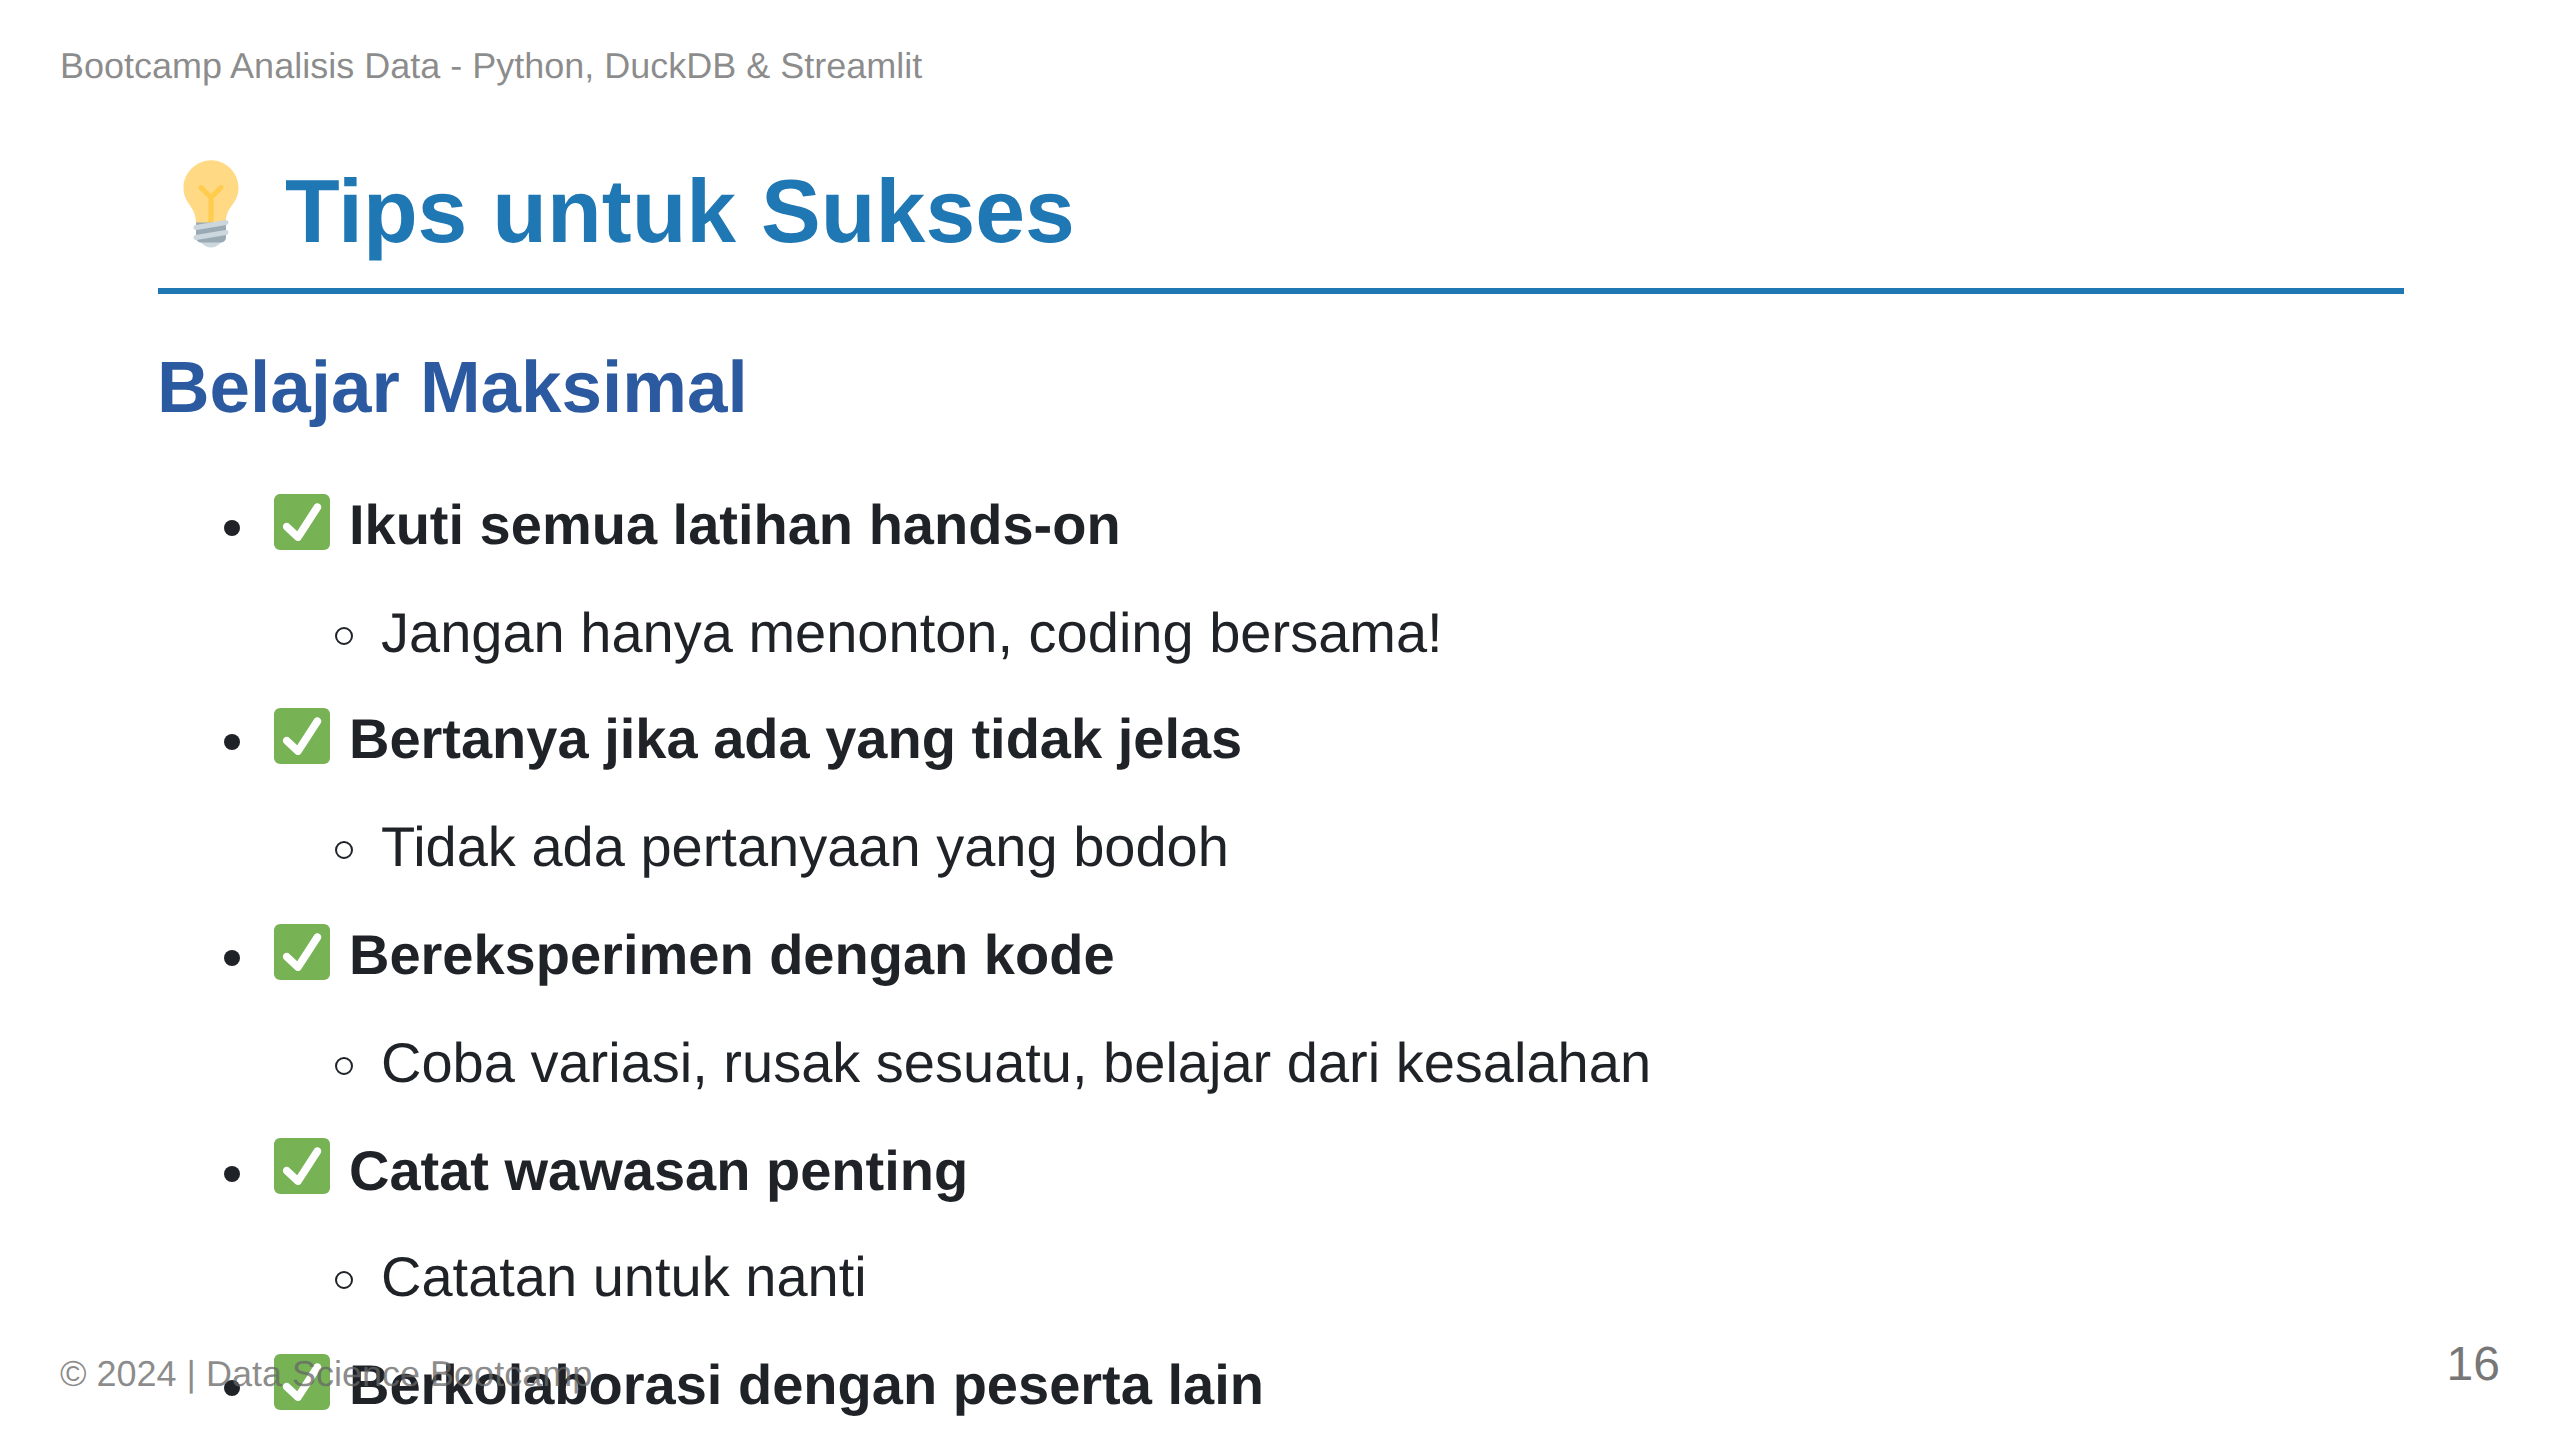 Bootcamp Analisis Data - Python, DuckDB & Streamlit
💡 Tips untuk Sukses
Belajar Maksimal
• ✅ Ikuti semua latihan hands-on
○ Jangan hanya menonton, coding bersama!
• ✅ Bertanya jika ada yang tidak jelas
○ Tidak ada pertanyaan yang bodoh
• ✅ Bereksperimen dengan kode
○ Coba variasi, rusak sesuatu, belajar dari kesalahan
• ✅ Catat wawasan penting
○ Catatan untuk nanti
• ✅ Berkolaborasi dengan peserta lain
© 2024 | Data Science Bootcamp
16